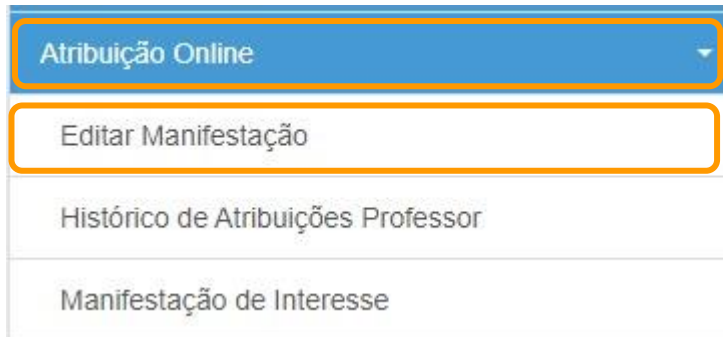 Atribuição Online
Editar Manifestação
Histórico de Atribuições Professor
Manifestação de Interesse